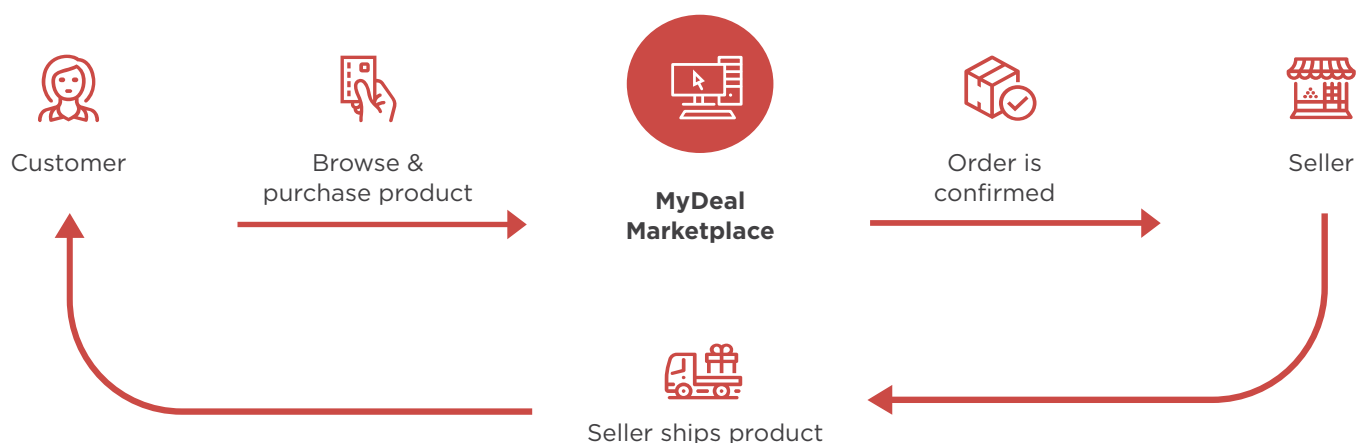 Customer
Browse &
purchase product
MyDeal
Marketplace
Order is
confirmed
Seller
Seller ships product